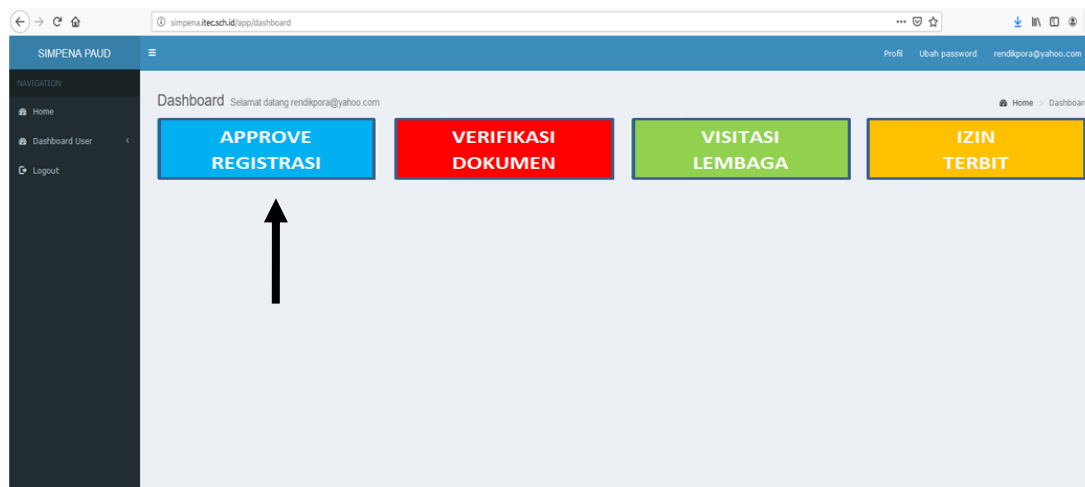 simpena.itec.sch.id/app/dashboard
SIMPENA PAUD
Profil Ubah password rendikpora@yahoo.com
NAVIGATION
Home
Dashboard User
Logout
Dashboard Selamat datang rendikpora@yahoo.com
Home > Dashboar
APPROVE
REGISTRASI
VERIFIKASI
DOKUMEN
VISITASI
LEMBAGA
IZIN
TERBIT